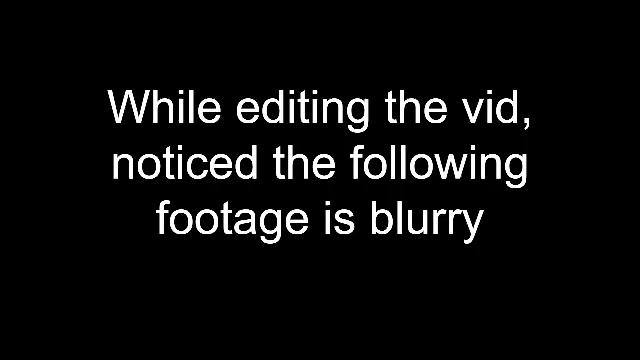 While editing the vid,
noticed the following
footage is blurry